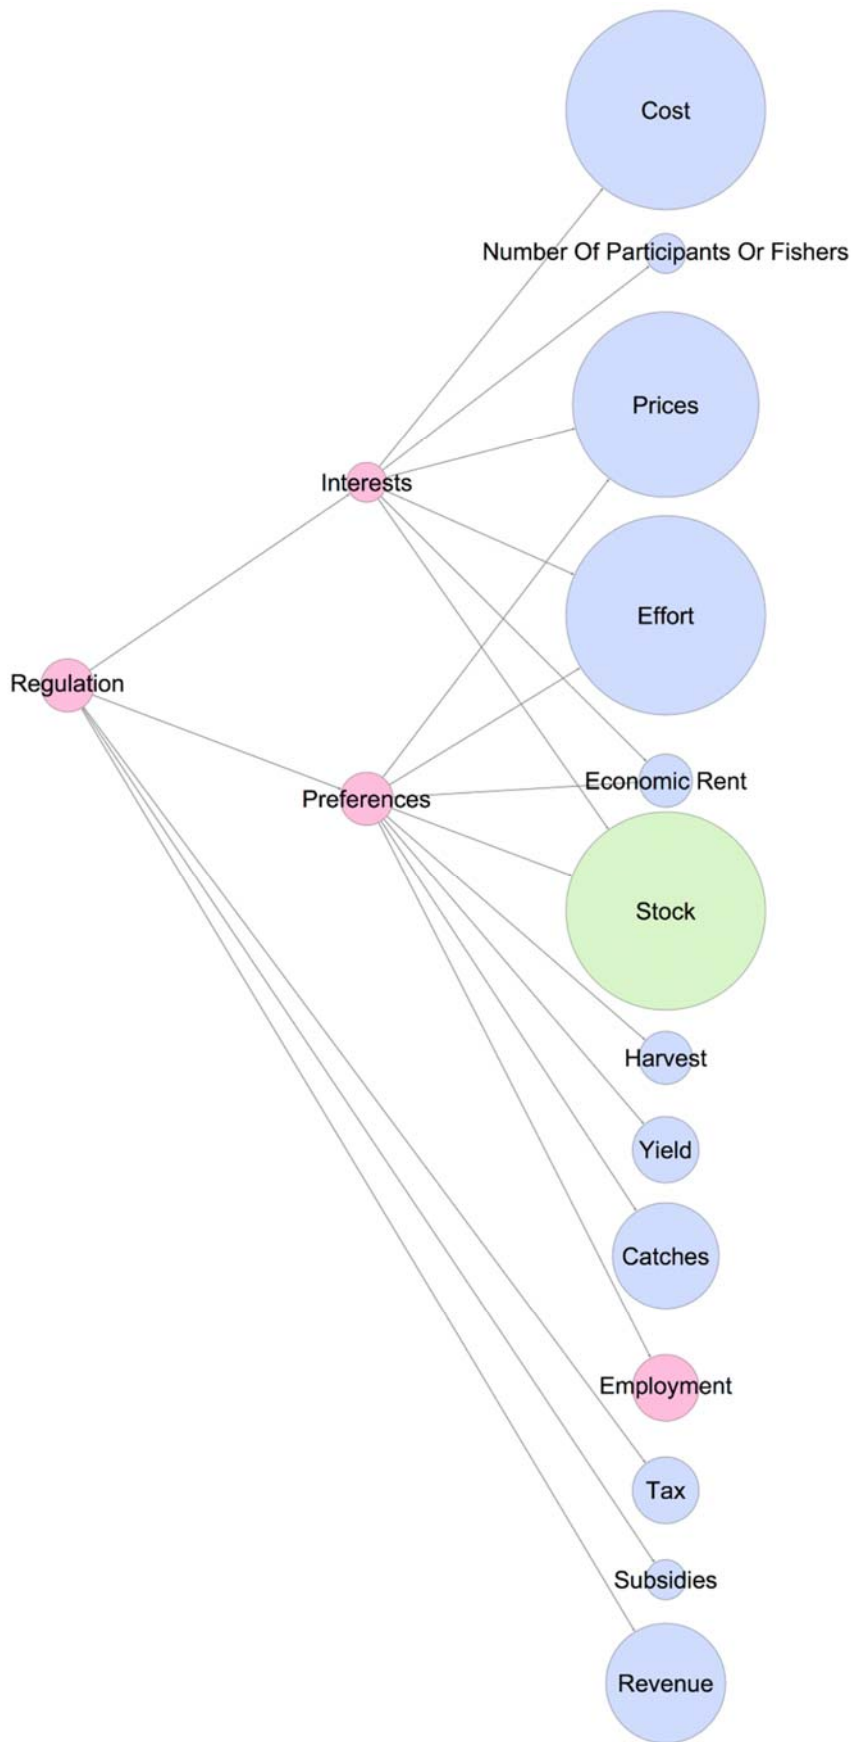 Cost
Number Of Participants Or Fishers
Prices
Interests
Effort
Regulation
Economic Rent
Preferences
Stock
Harvest
Yield
Catches
Employment
Tax
Subsidies
Revenue